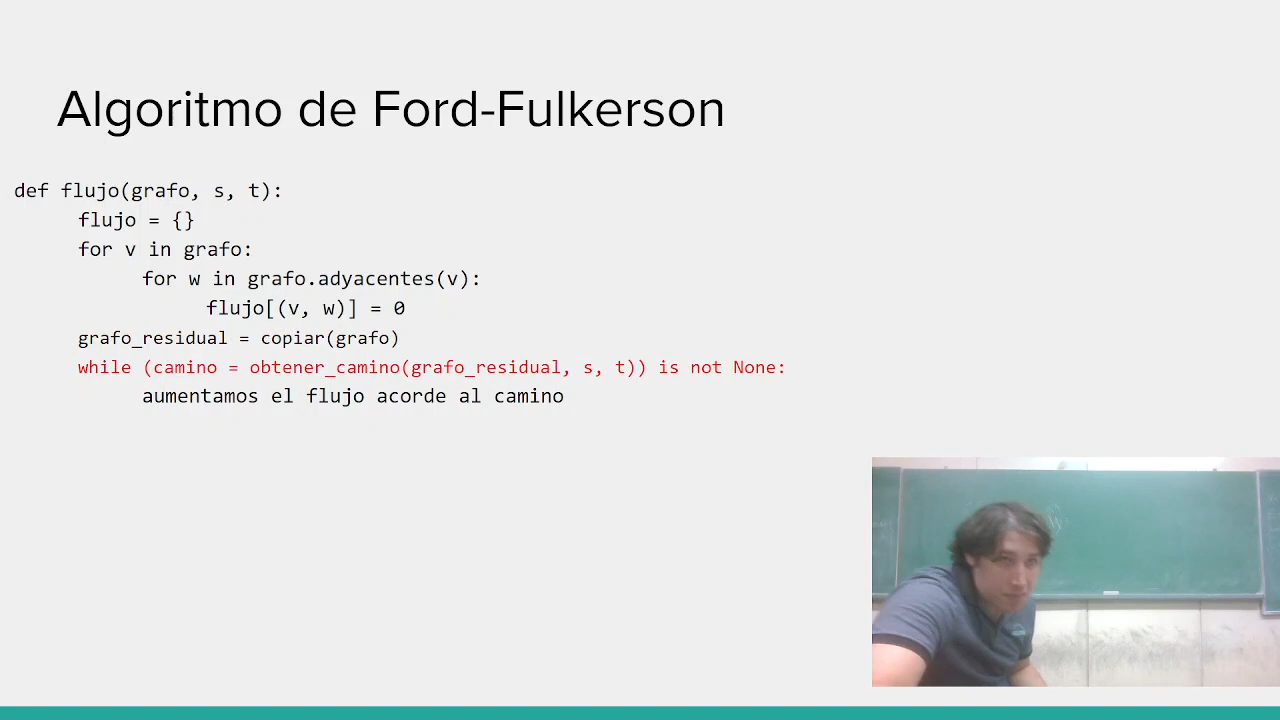 Algoritmo de Ford-Fulkerson
def flujo(grafo, s, t):
flujo = {}
for v in grafo:
for w in grafo.adyacentes(v):
flujo[(v, w)] = 0
grafo_residual = copiar(grafo)
while (camino = obtener_camino(grafo_residual, s, t)) is not None:
aumentamos el flujo acorde al camino